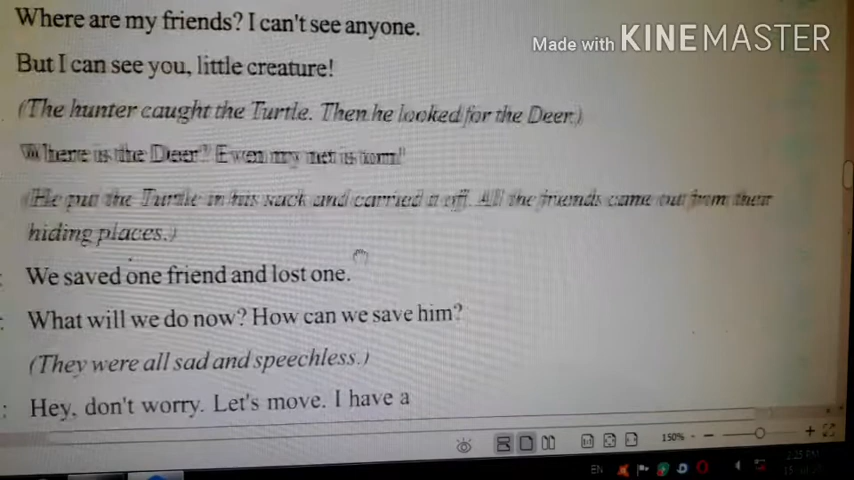 Where are my friends? I can't see anyone.
Made with KINEMASTER
But I can see you, little creature!
(The hunter caught the Turtle. Then he looked for the Deer.)
Where is the Deer? Even my net is torn!
(He put the Turtle in his sack and carried it off. All the friends came out from their
hiding places.)
: We saved one friend and lost one.
: What will we do now? How can we save him?
(They were all sad and speechless.)
: Hey, don't worry. Let's move. I have a
150%
EN
2:25 PM